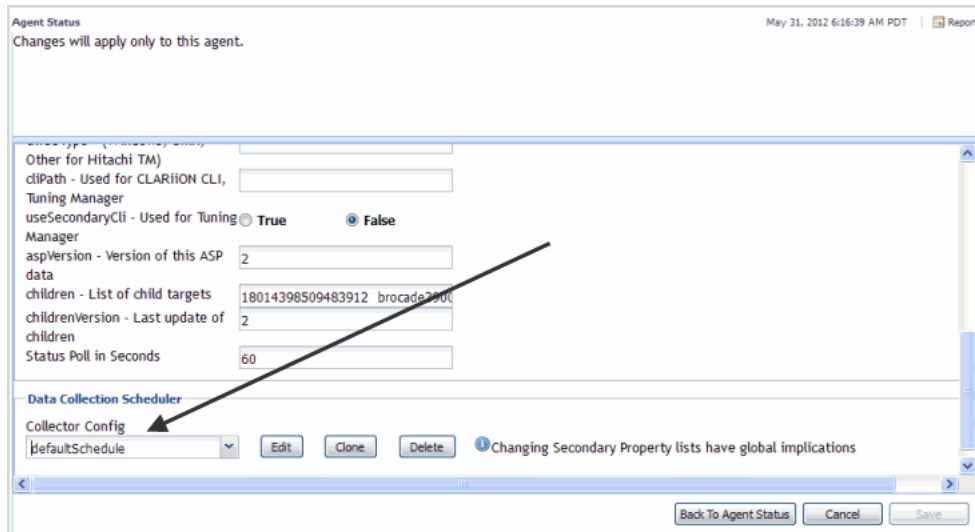 Agent Status
May 31, 2012 6:16:39 AM PDT | Report
Changes will apply only to this agent.
Other for Hitachi TM)
cliPath - Used for CLARiiON CLI,
Tuning Manager
useSecondaryCli - Used for Tuning
Manager
True
False
aspVersion - Version of this ASP
data
2
children - List of child targets
18014398509483912 brocade3900
childrenVersion - Last update of
children
2
Status Poll in Seconds
60
Data Collection Scheduler
Collector Config
defaultSchedule
Edit
Clone
Delete
Changing Secondary Property lists have global implications
Back To Agent Status
Cancel
Save